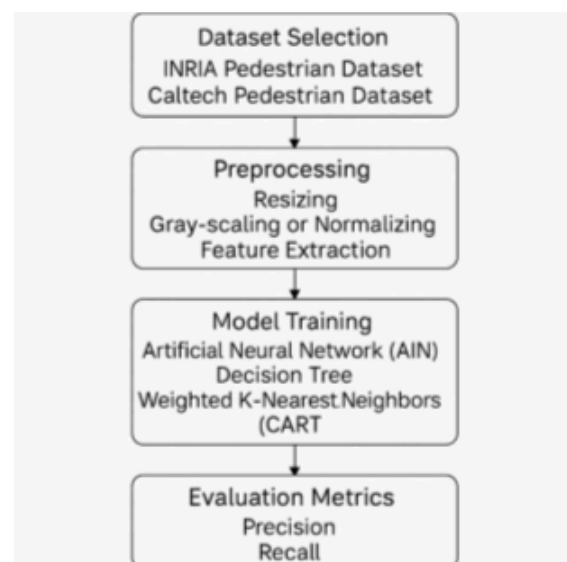 Dataset Selection
INRIA Pedestrian Dataset
Caltech Pedestrian Dataset
Preprocessing
Resizing
Gray-scaling or Normalizing
Feature Extraction
Model Training
Artificial Neural Network (AIN)
Decision Tree
Weighted K-Nearest Neighbors
(CART
Evaluation Metrics
Precision
Recall